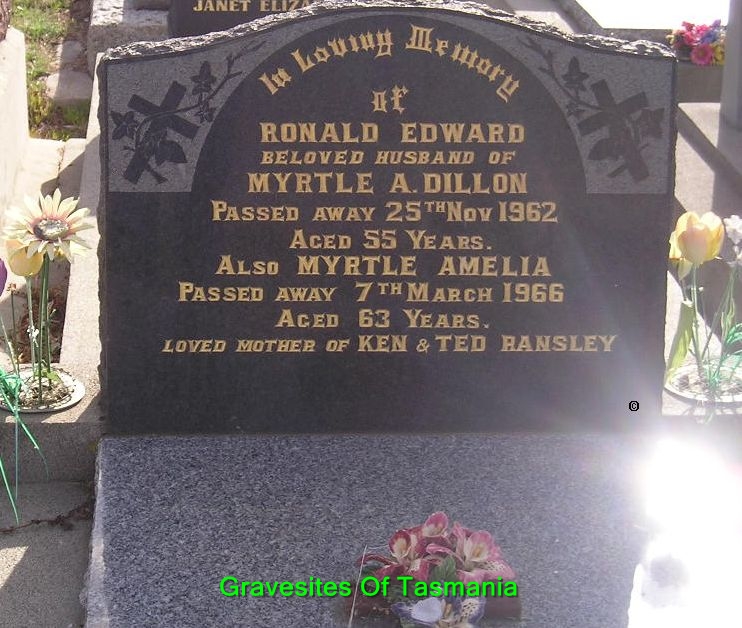 JANET ELIZA
In Loving Memory
of
RONALD EDWARD
BELOVED HUSBAND OF
MYRTLE A. DILLON
PASSED AWAY 25TH NOV 1962
AGED 55 YEARS.
ALSO MYRTLE AMELIA
PASSED AWAY 7TH MARCH 1966
AGED 63 YEARS.
LOVED MOTHER OF KEN & TED RANSLEY
©
Gravesites Of Tasmania